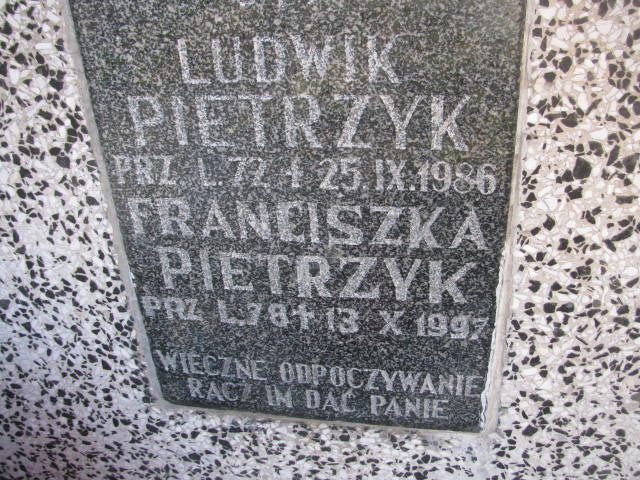 LUDWIK
PIETRZYK
PRZ. L. 72. † 25. IX. 1986
FRANCISZKA
PIETRZYK
PRZ L. 78 † 13 X 1997
WIECZNE ODPOCZYWANIE
RACZ IM DAĆ PANIE